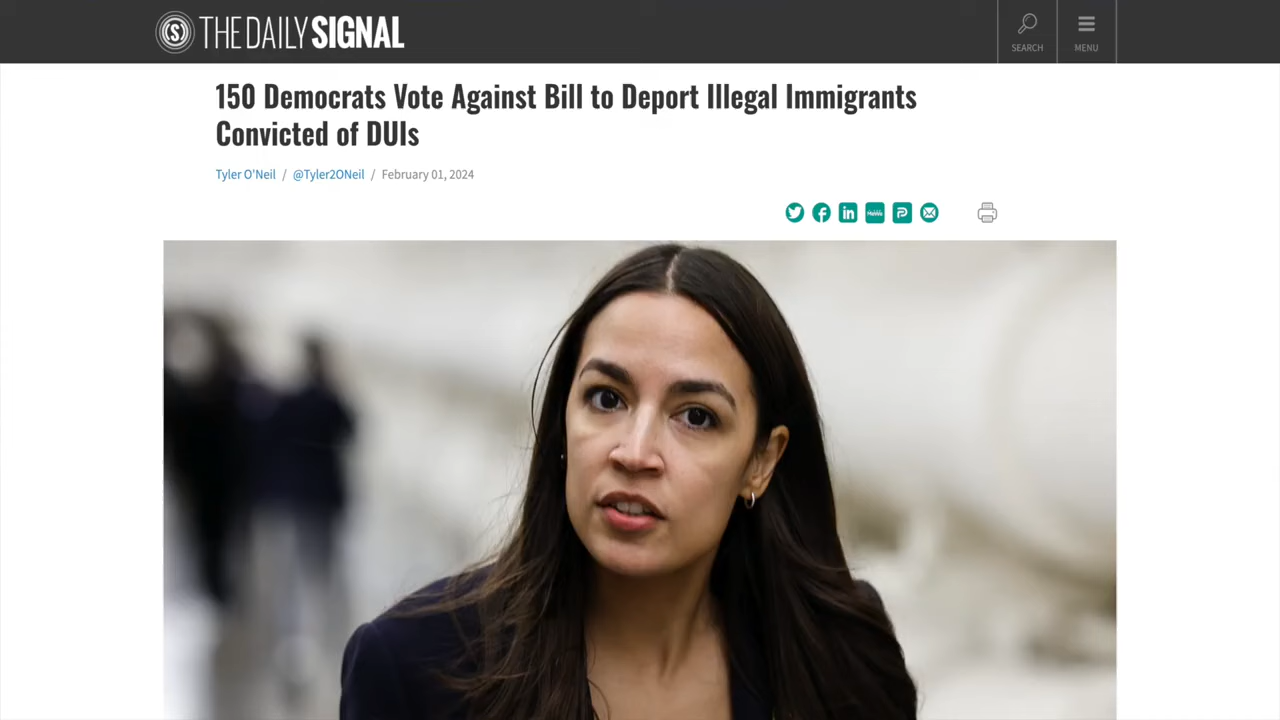 THE DAILY SIGNAL
SEARCH
MENU
150 Democrats Vote Against Bill to Deport Illegal Immigrants
Convicted of DUIs
Tyler O'Neil / @Tyler2ONeil / February 01, 2024
MeWe